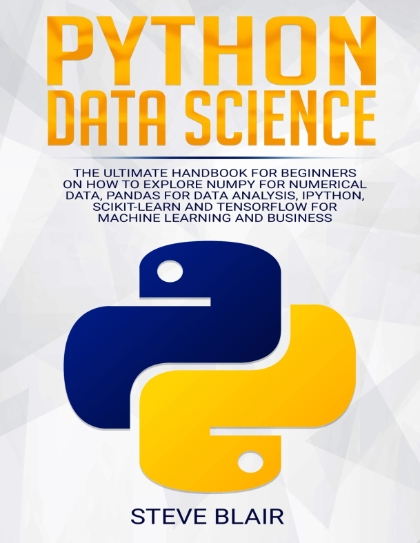 PYTHON
DATA SCIENCE
THE ULTIMATE HANDBOOK FOR BEGINNERS
ON HOW TO EXPLORE NUMPY FOR NUMERICAL
DATA, PANDAS FOR DATA ANALYSIS, IPYTHON,
SCIKIT-LEARN AND TENSORFLOW FOR
MACHINE LEARNING AND BUSINESS
STEVE BLAIR